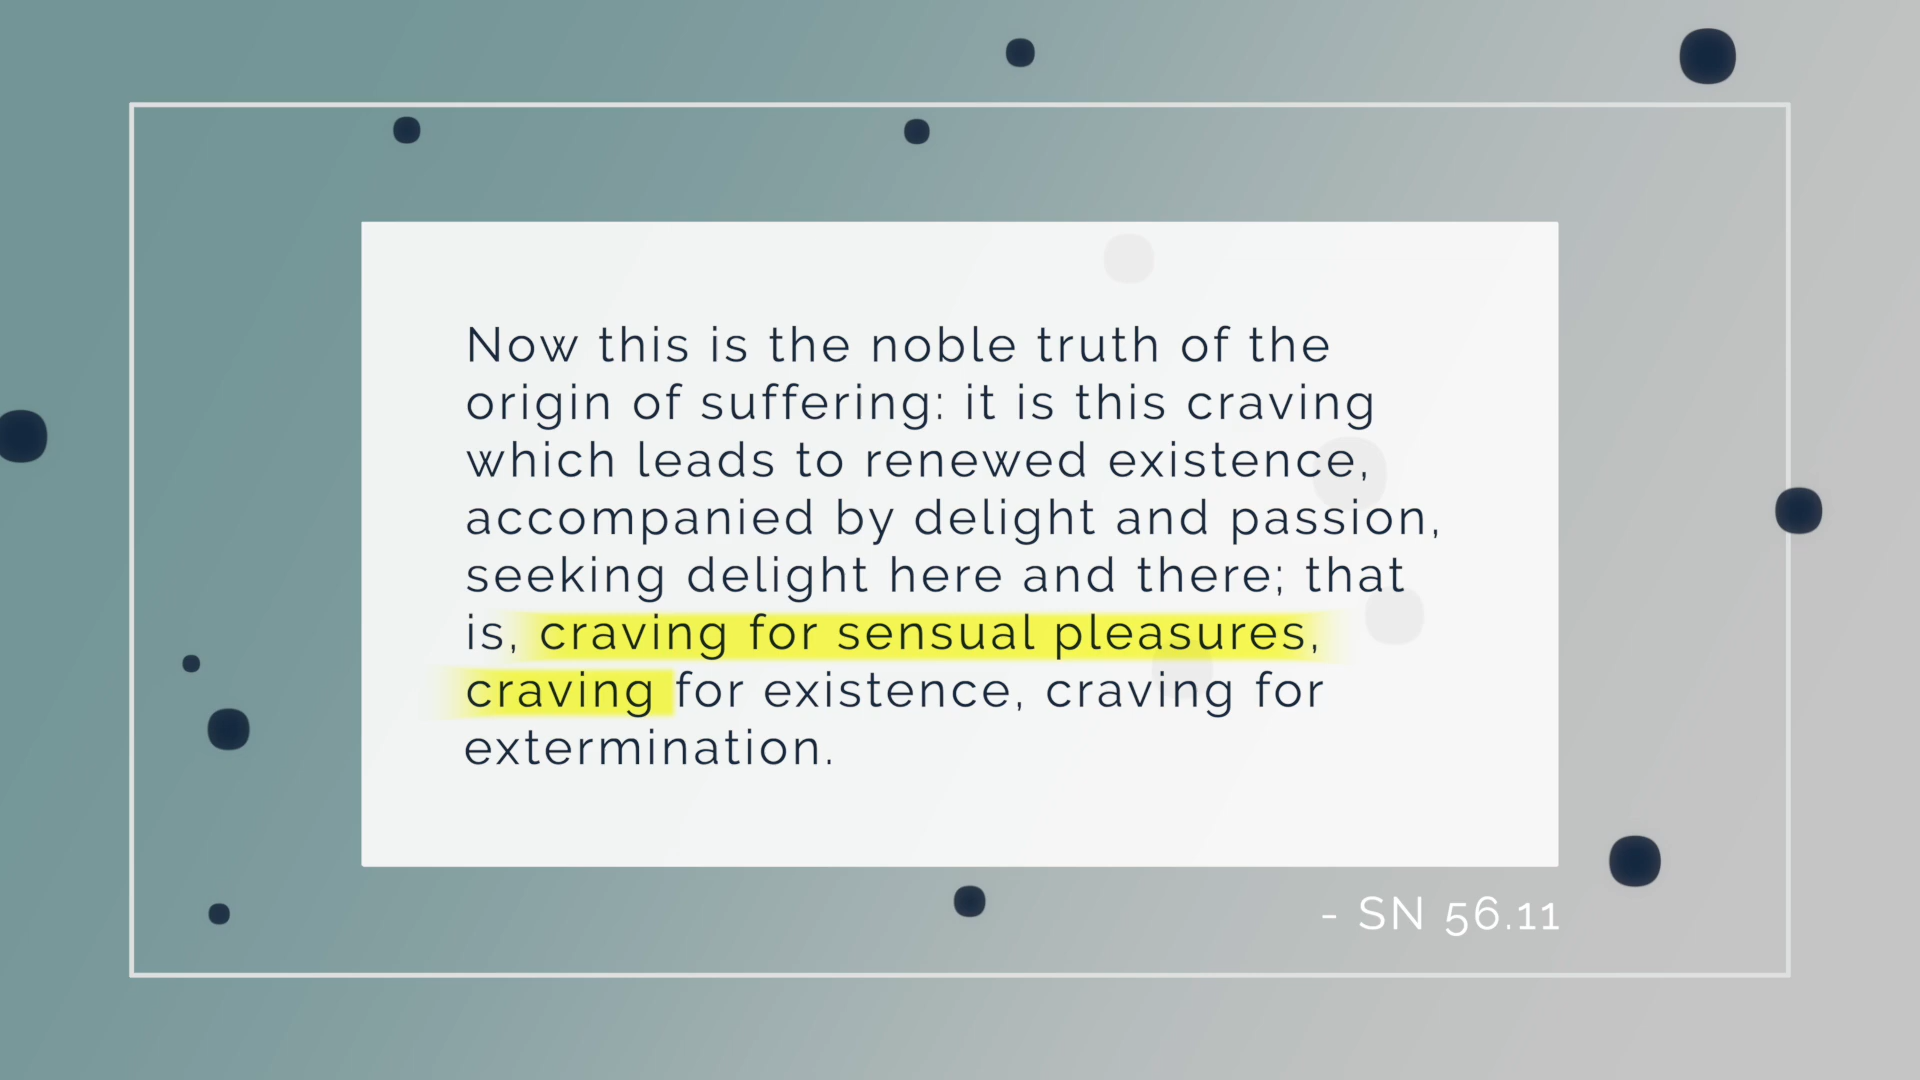 Now this is the noble truth of the
origin of suffering: it is this craving
which leads to renewed existence,
accompanied by delight and passion,
seeking delight here and there; that
is, craving for sensual pleasures,
craving for existence, craving for
extermination.
- SN 56.11